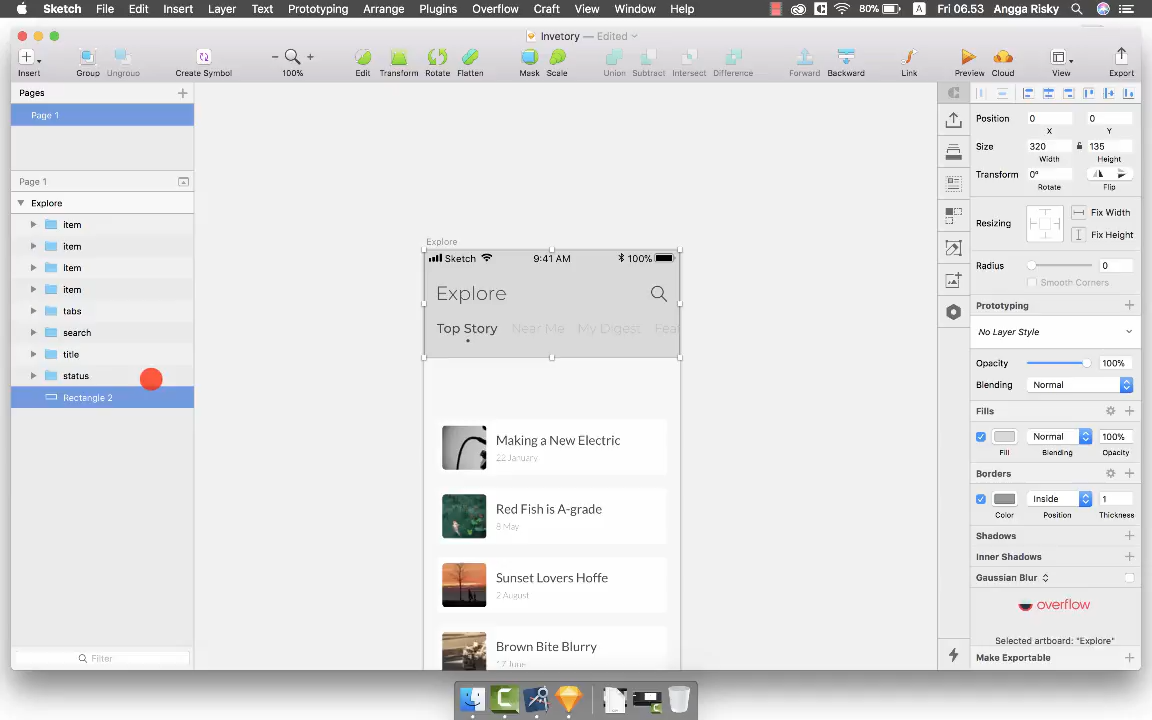 Sketch File Edit Insert Layer Text Prototyping Arrange Plugins Overflow Craft View Window Help 80% A Fri 06.53 Angga Risky
Invetory — Edited
Insert Group Ungroup Create Symbol 100% Edit Transform Rotate Flatten Mask Scale Union Subtract Intersect Difference Forward Backward Link Preview Cloud View Export
Pages
Page 1
Page 1
Explore
item
item
item
item
tabs
search
title
status
Rectangle 2
Filter
Explore
Sketch 9:41 AM 100%
Explore
Top Story Near Me My Digest Feat
Making a New Electric
22 January
Red Fish is A-grade
8 May
Sunset Lovers Hoffe
2 August
Brown Bite Blurry
17 June
Position 0 0
X Y
Size 320 135
Width Height
Transform 0°
Rotate Flip
Resizing Fix Width
Fix Height
Radius 0
Smooth Corners
Prototyping
No Layer Style
Opacity 100%
Blending Normal
Fills
Normal 100%
Fill Blending Opacity
Borders
Inside 1
Color Position Thickness
Shadows
Inner Shadows
Gaussian Blur
overflow
Selected artboard: "Explore"
Make Exportable